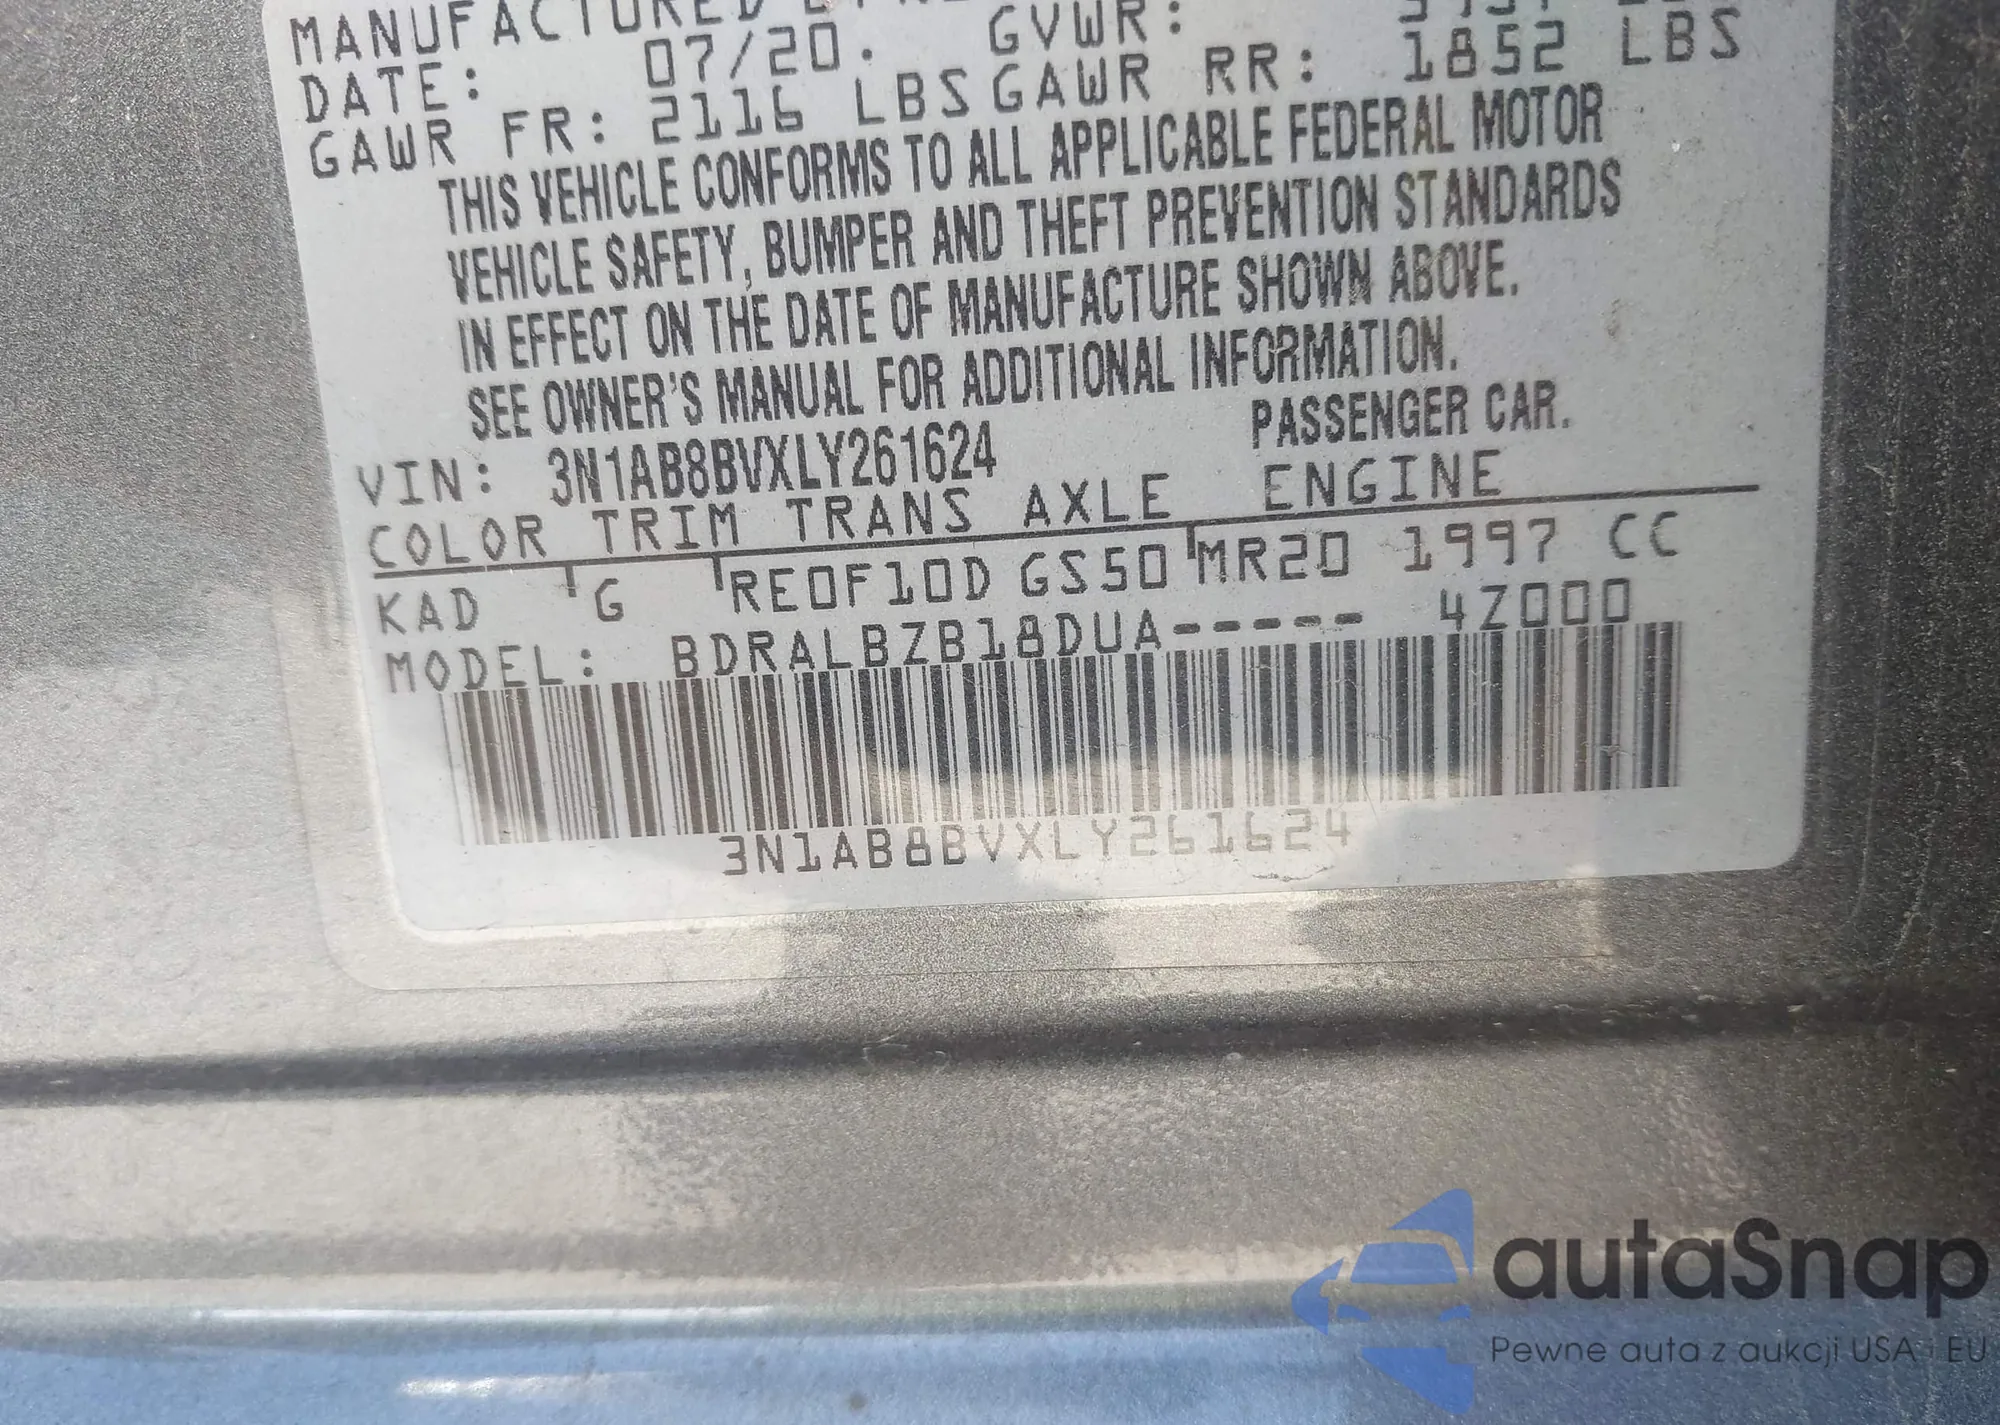 MANUFACTURED
DATE: 07/20. GVWR:
GAWR FR: 2116 LBS GAWR RR: 1852 LBS
THIS VEHICLE CONFORMS TO ALL APPLICABLE FEDERAL MOTOR
VEHICLE SAFETY, BUMPER AND THEFT PREVENTION STANDARDS
IN EFFECT ON THE DATE OF MANUFACTURE SHOWN ABOVE.
SEE OWNER'S MANUAL FOR ADDITIONAL INFORMATION.
VIN: 3N1AB8BVXLY261624 PASSENGER CAR.
COLOR TRIM TRANS AXLE ENGINE
KAD G RE0F10D GS50 MR20 1997 CC
MODEL: BDRALBZB18DUA----- 4Z000
3N1AB8BVXLY261624
autaSnap
Pewne auta z aukcji USA i EU